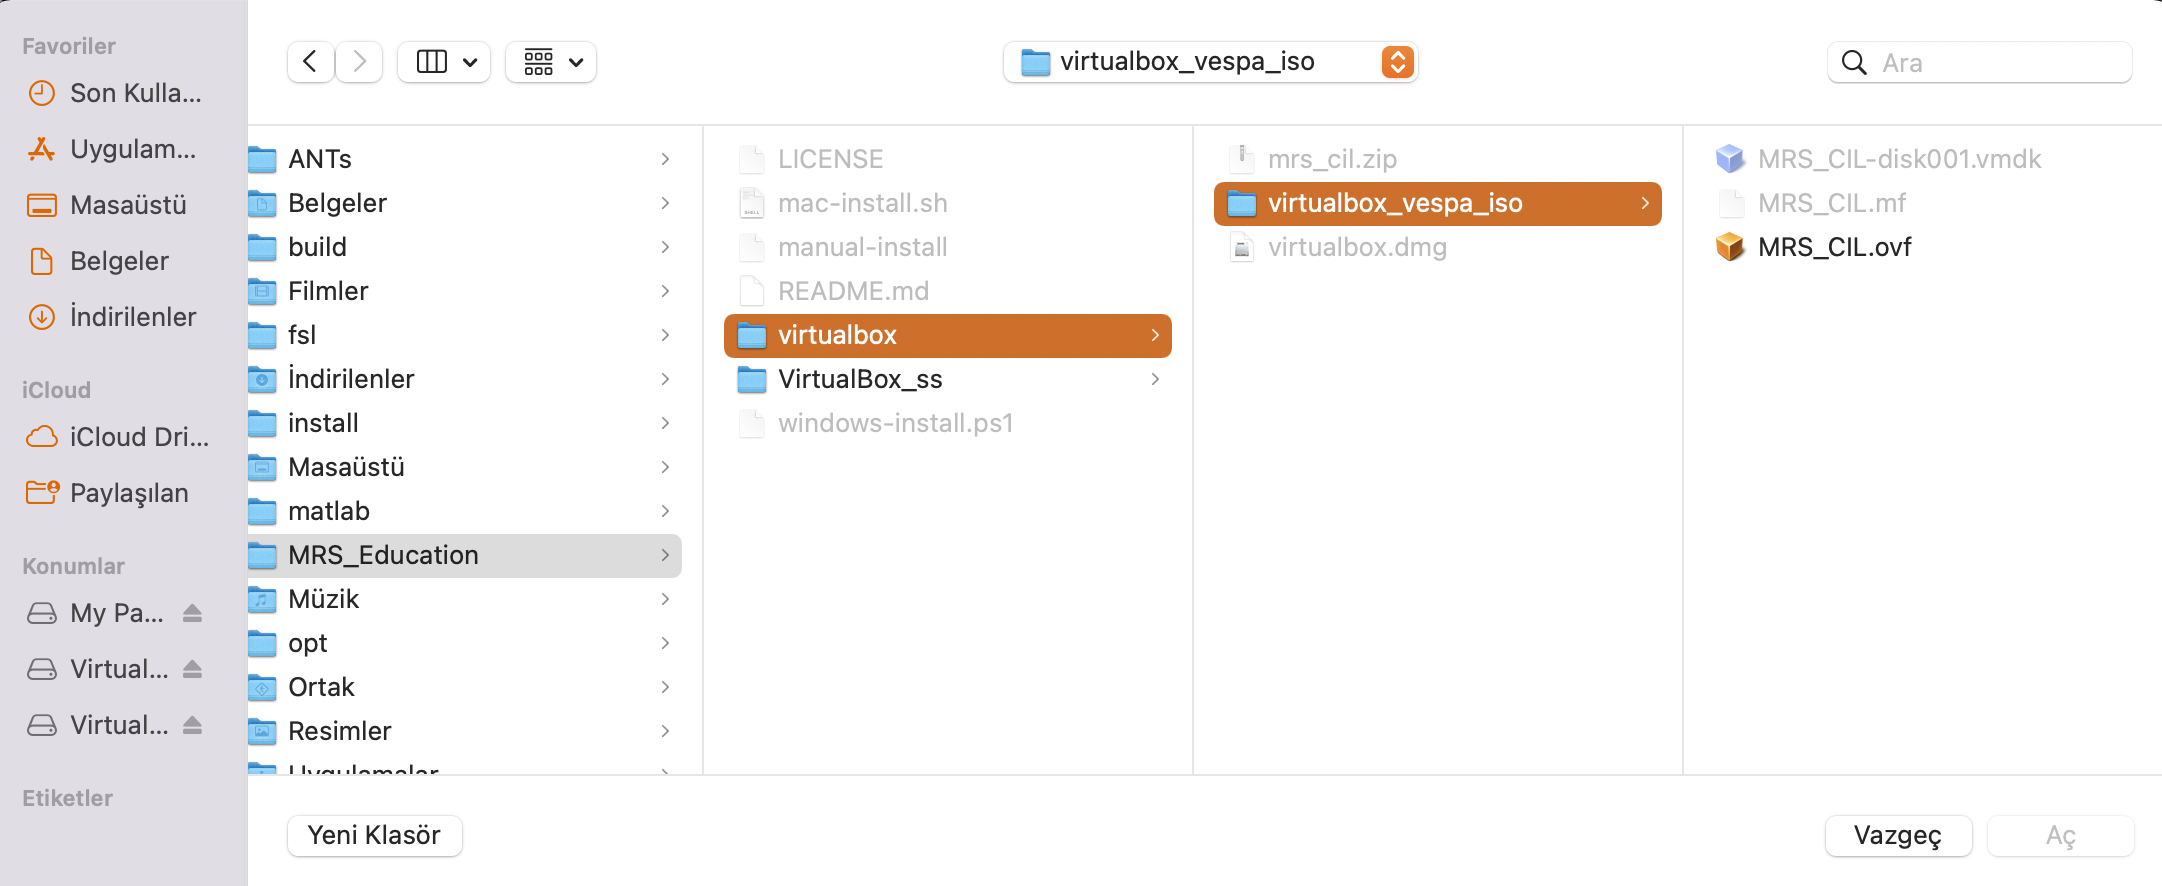 Favoriler
Son Kulla...
Uygulam...
Masaüstü
Belgeler
İndirilenler
iCloud
iCloud Dri...
Paylaşılan
Konumlar
My Pa...
Virtual...
Virtual...
Etiketler
virtualbox_vespa_iso
Ara
ANTs
Belgeler
build
Filmler
fsl
İndirilenler
install
Masaüstü
matlab
MRS_Education
Müzik
opt
Ortak
Resimler
Uygulamalar
LICENSE
mac-install.sh
manual-install
README.md
virtualbox
VirtualBox_ss
windows-install.ps1
mrs_cil.zip
virtualbox_vespa_iso
virtualbox.dmg
MRS_CIL-disk001.vmdk
MRS_CIL.mf
MRS_CIL.ovf
Yeni Klasör
Vazgeç
Aç